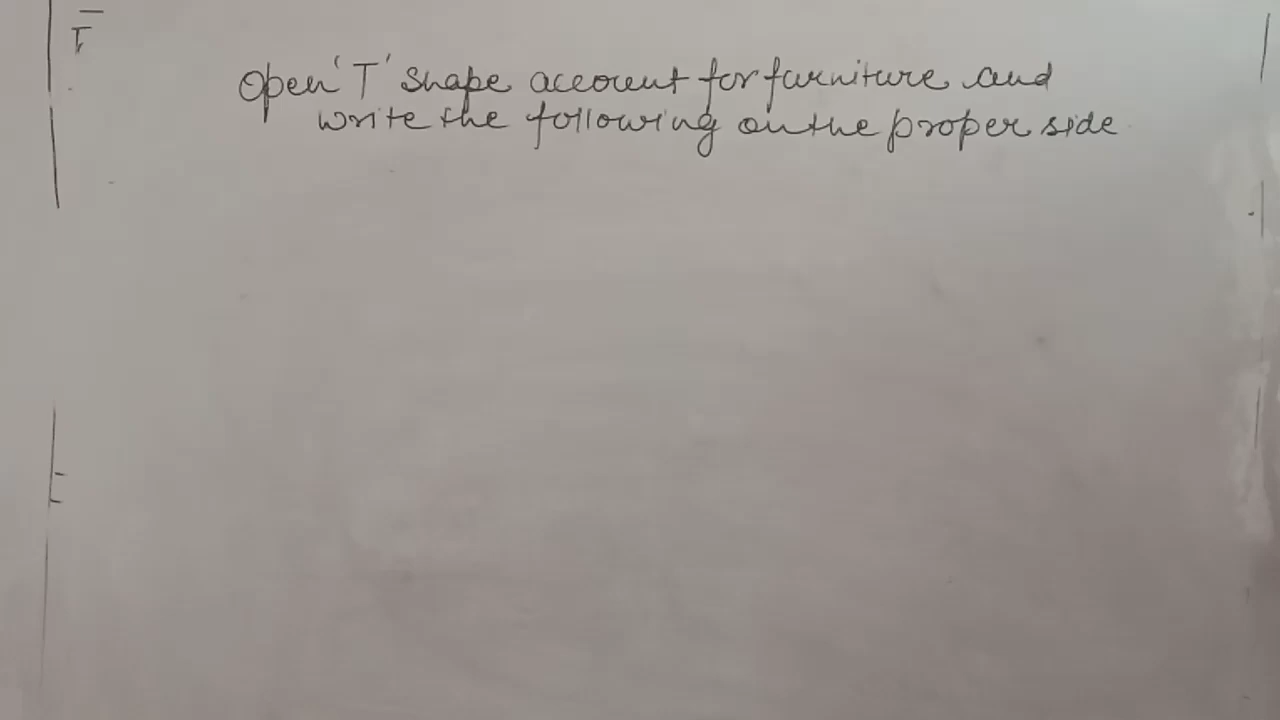 Open 'T' shape account for furniture and
write the following on the proper side